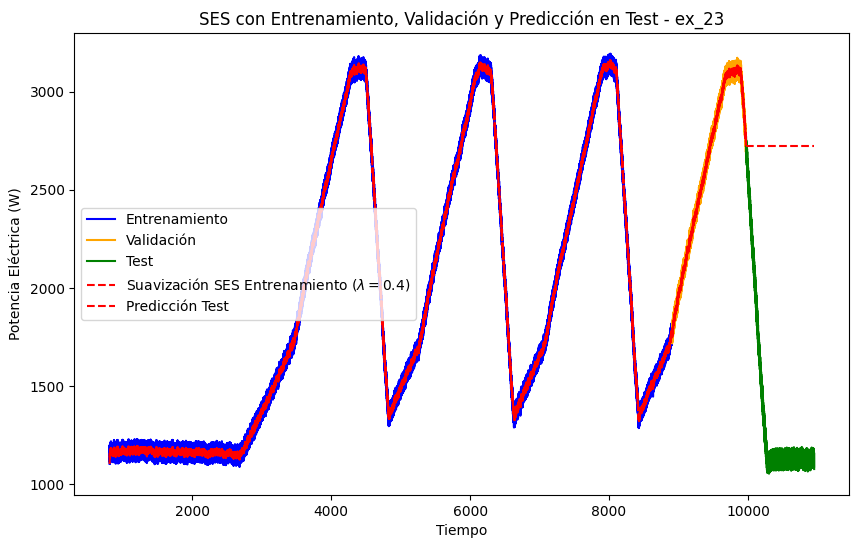 SES con Entrenamiento, Validación y Predicción en Test - ex_23
Potencia Eléctrica (W)
3000
2500
2000
1500
1000
Entrenamiento
Validación
Test
Suavización SES Entrenamiento (λ = 0.4)
Predicción Test
2000
4000
6000
8000
10000
Tiempo